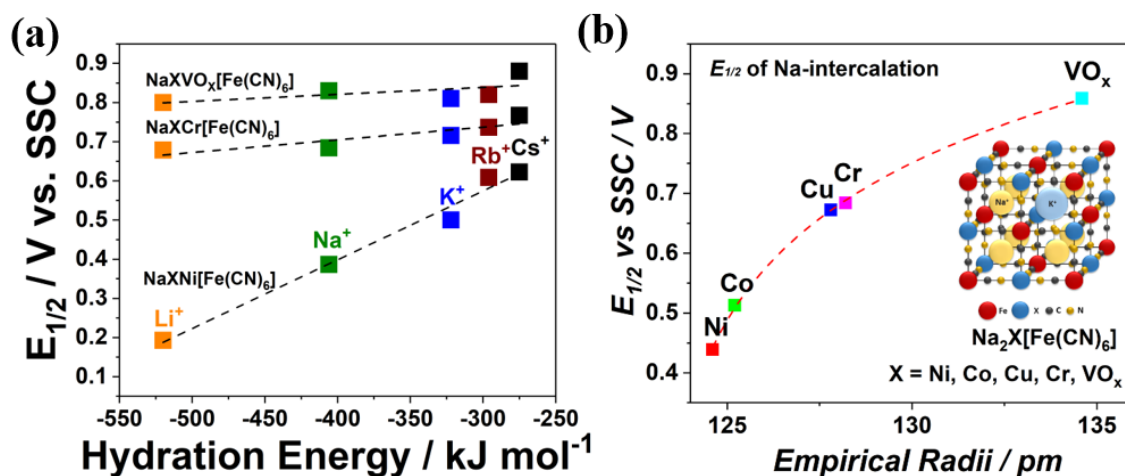 (a)
E1/2 / V vs. SSC
0.9
0.8
0.7
0.6
0.5
0.4
0.3
0.2
0.1
NaXVOx[Fe(CN)6]
NaXCr[Fe(CN)6]
NaXNi[Fe(CN)6]
Li+
Na+
K+
Rb+
Cs+
-550 -500 -450 -400 -350 -300 -250
Hydration Energy / kJ mol-1
(b)
E1/2 vs SSC / V
0.9
0.8
0.7
0.6
0.5
0.4
E1/2 of Na-intercalation
VOx
Cu
Cr
Co
Ni
Na+
K+
Fe X C N
Na2X[Fe(CN)6]
X = Ni, Co, Cu, Cr, VOx
125 130 135
Empirical Radii / pm